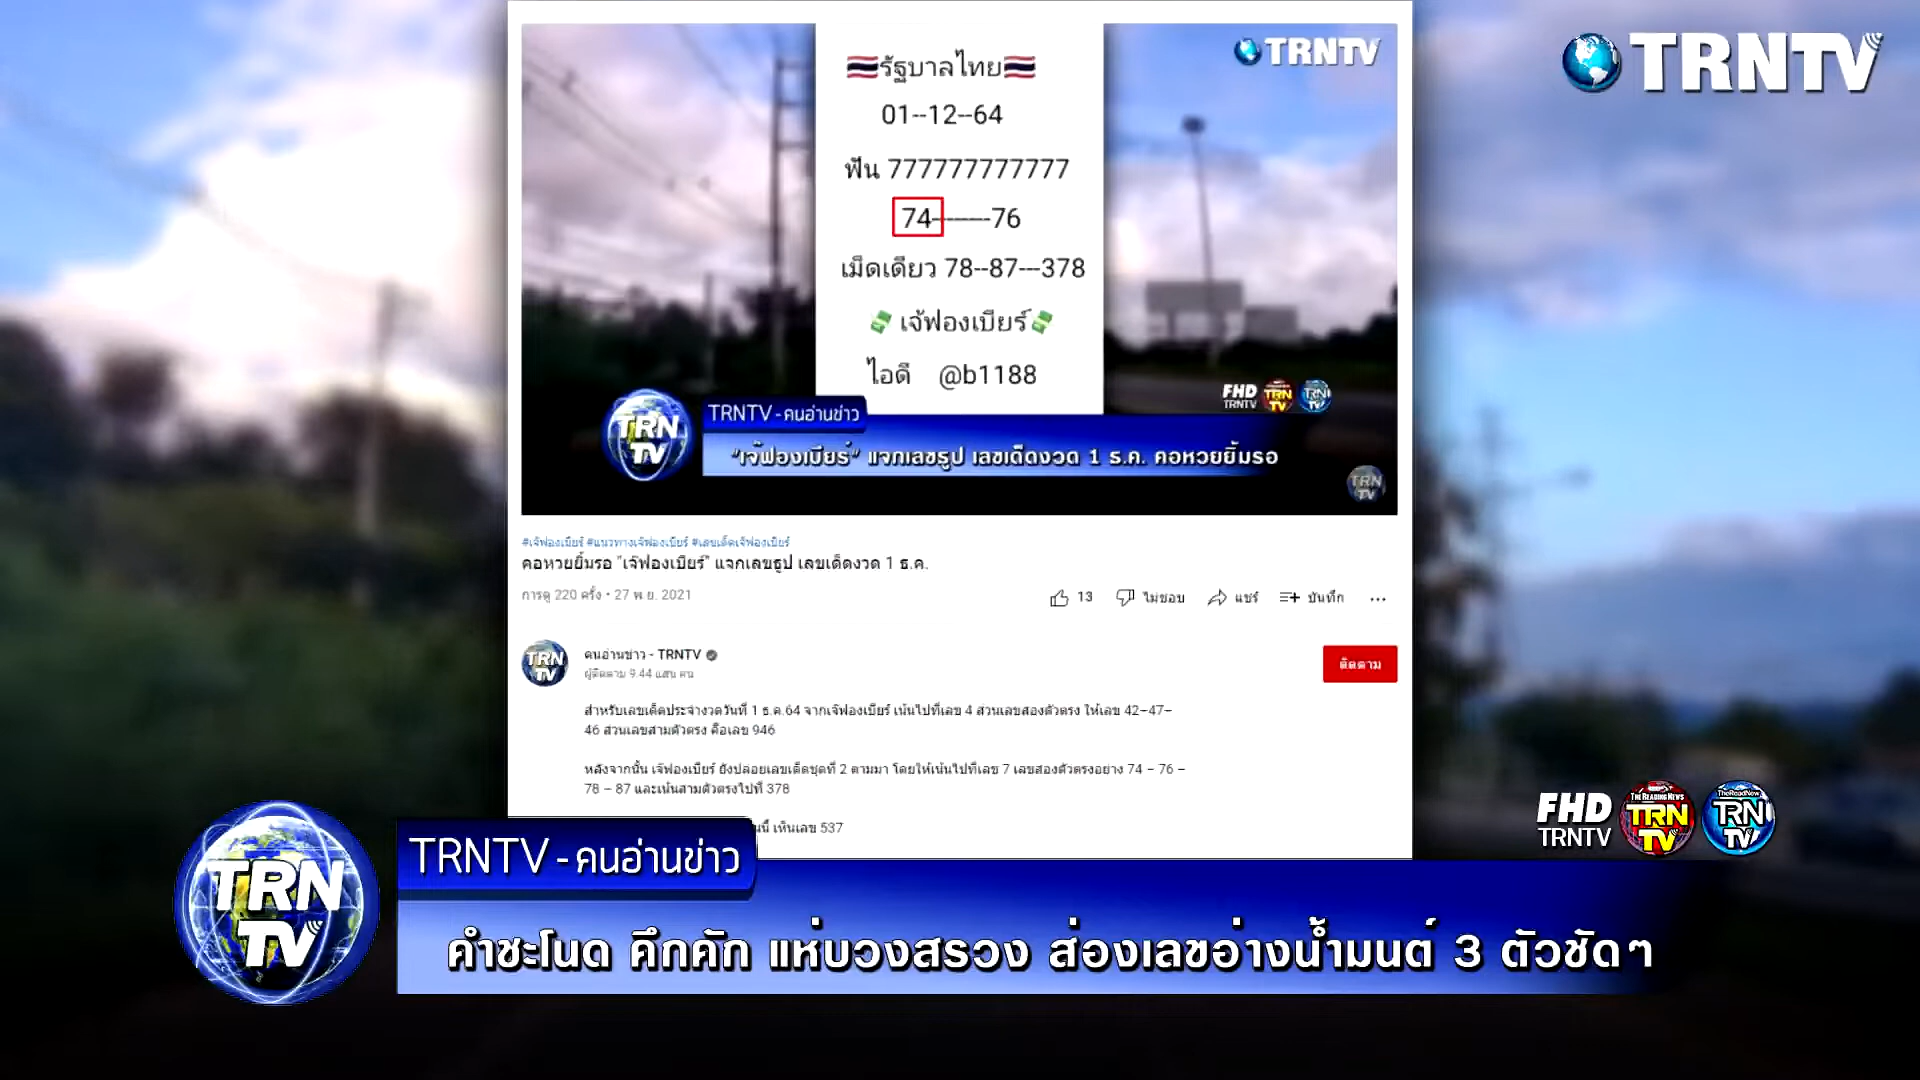 TRNTV
TRNTV
รัฐบาลไทย
01--12--64
ฟัน 777777777777
74-------76
เม็ดเดียว 78--87---378
เจ้ฟองเบียร์
ไอดี @b1188
FHD
TRNTV
TRN
TV
TRN
TV
TRN
TV
TRNTV - คนอ่านข่าว
"เจ๊ฟองเบียร์" แจกเลขธูป เลขเด็ดงวด 1 ธ.ค. คอหวยยิ้มรอ
TRN
TV
#เจ๊ฟองเบียร์ #แนวทางเจ๊ฟองเบียร์ #เลขเด็ดเจ๊ฟองเบียร์
คอหวยยิ้มรอ "เจ๊ฟองเบียร์" แจกเลขธูป เลขเด็ดงวด 1 ธ.ค.
การดู 220 ครั้ง • 27 พ.ย. 2021
13 ไม่ชอบ แชร์ บันทึก ...
TRN
TV
คนอ่านข่าว - TRNTV
ผู้ติดตาม 9.44 แสน คน
ติดตาม
สำหรับเลขเด็ดประจำงวดวันที่ 1 ธ.ค.64 จากเจ๊ฟองเบียร์ เน้นไปที่เลข 4 ส่วนเลขสองตัวตรง ให้เลข 42–47–
46 ส่วนเลขสามตัวตรง คือเลข 946
หลังจากนั้น เจ๊ฟองเบียร์ ยังปล่อยเลขเด็ดชุดที่ 2 ตามมา โดยให้เน้นไปที่เลข 7 เลขสองตัวตรงอย่าง 74 – 76 –
78 – 87 และเน้นสามตัวตรงไปที่ 378
เห็นเลข 537
FHD
TRNTV
THE READING NEWS
TRN
TV
TheReadNew
TRN
TV
TRN
TV
TRNTV - คนอ่านข่าว
คำชะโนด คึกคัก แห่บวงสรวง ส่องเลขอ่างน้ำมนต์ 3 ตัวชัดๆ